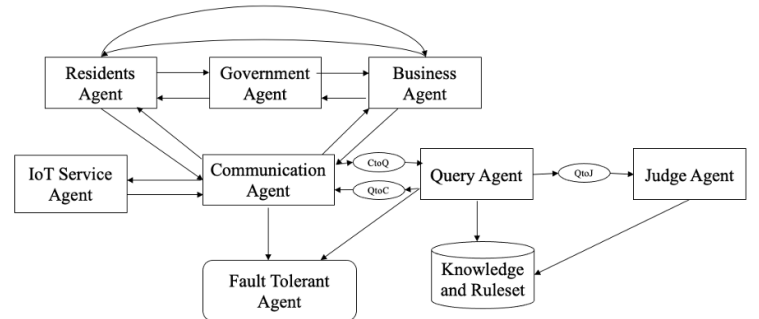 Residents
Agent
Government
Agent
Business
Agent
IoT Service
Agent
Communication
Agent
CtoQ
QtoC
Query Agent
QtoJ
Judge Agent
Fault Tolerant
Agent
Knowledge
and Ruleset